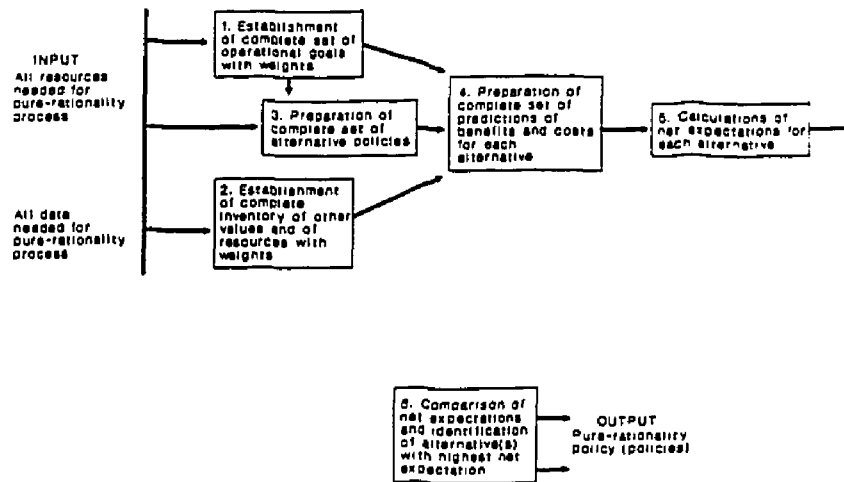 INPUT
All resources
needed for
pure-rationality
process
All data
needed for
pure-rationality
process
1. Establishment
of complete set of
operational goals
with weights
3. Preparation of
complete set of
alternative policies
2. Establishment
of complete
inventory of other
values and of
resources with
weights
4. Preparation of
complete set of
predictions of
benefits and costs
for each
alternative
5. Calculations of
net expectations for
each alternative
6. Comparison of
net expectations
and identification
of alternative(s)
with highest net
expectation
OUTPUT
Pure-rationality
policy (policies)